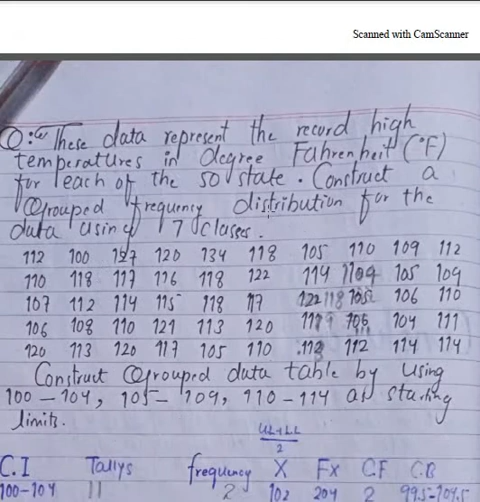 Scanned with CamScanner
Q: These data represent the record high
temperatures in degree Fahrenheit (°F)
for each of the 50 state. Construct a
Grouped frequency distribution for the
data using 7 classes.
112 100 127 120 134 118 105 110 109 112
110 118 117 116 118 122 114 105 109
107 112 114 115 118 117 106 110
106 108 110 121 113 120 104 111
120 113 120 117 105 110 112 114 114
Construct Grouped data table by using
100 - 104, 105 - 109, 110 - 114 as starting
limits.
UL+LL
2
C.I Tallys frequency X Fx CF C.B
100-104 11 2 102 204 2 99.5-104.5